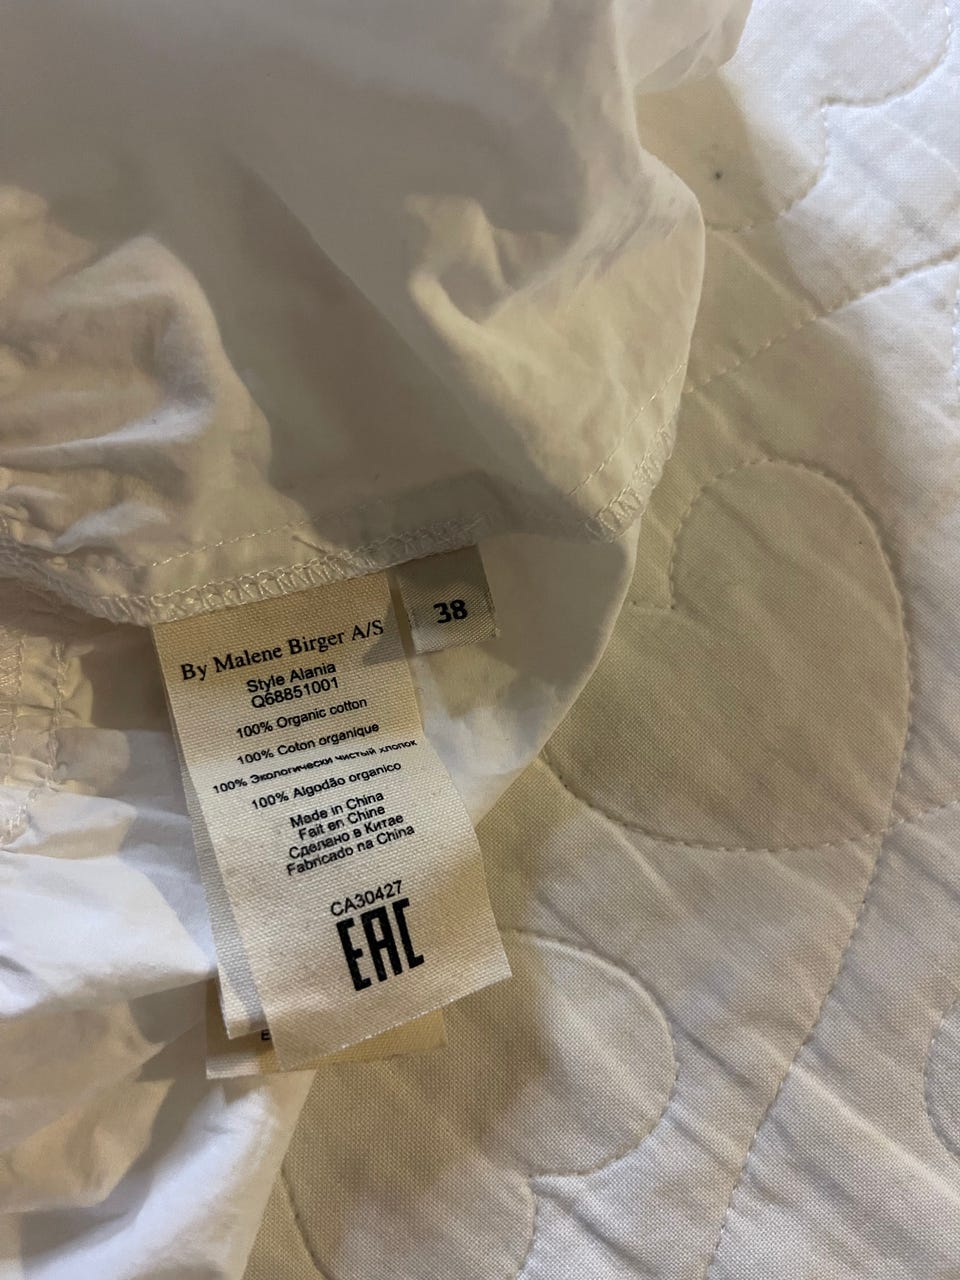 38
By Malene Birger A/S
Style Alania
Q68851001
100% Organic cotton
100% Coton organique
100% Экологически чистый хлопок
100% Algodão organico
Made in China
Fait en Chine
Сделано в Китае
Fabricado na China
CA30427
EAC